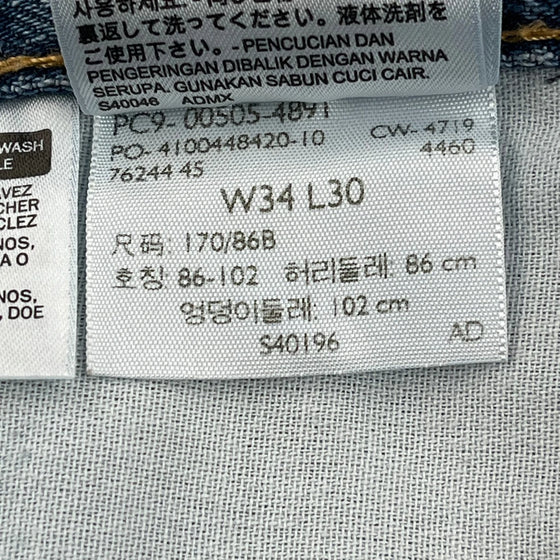 裏返して洗ってください。液体洗剤を
ご使用下さい。- PENCUCIAN DAN
PENGERINGAN DIBALIK DENGAN WARNA
SERUPA. GUNAKAN SABUN CUCI CAIR.
S40046 ADMX
WASH
LE
AVEZ
CHER
CLEZ
NOS,
A O
NOS,
, DOE
PC9- 00505-4891
PO- 4100448420-10 CW- 4719
76244 45 4460
W34 L30
尺码: 170/86B
호칭: 86-102 허리둘레: 86 cm
엉덩이둘레: 102 cm
S40196 AD